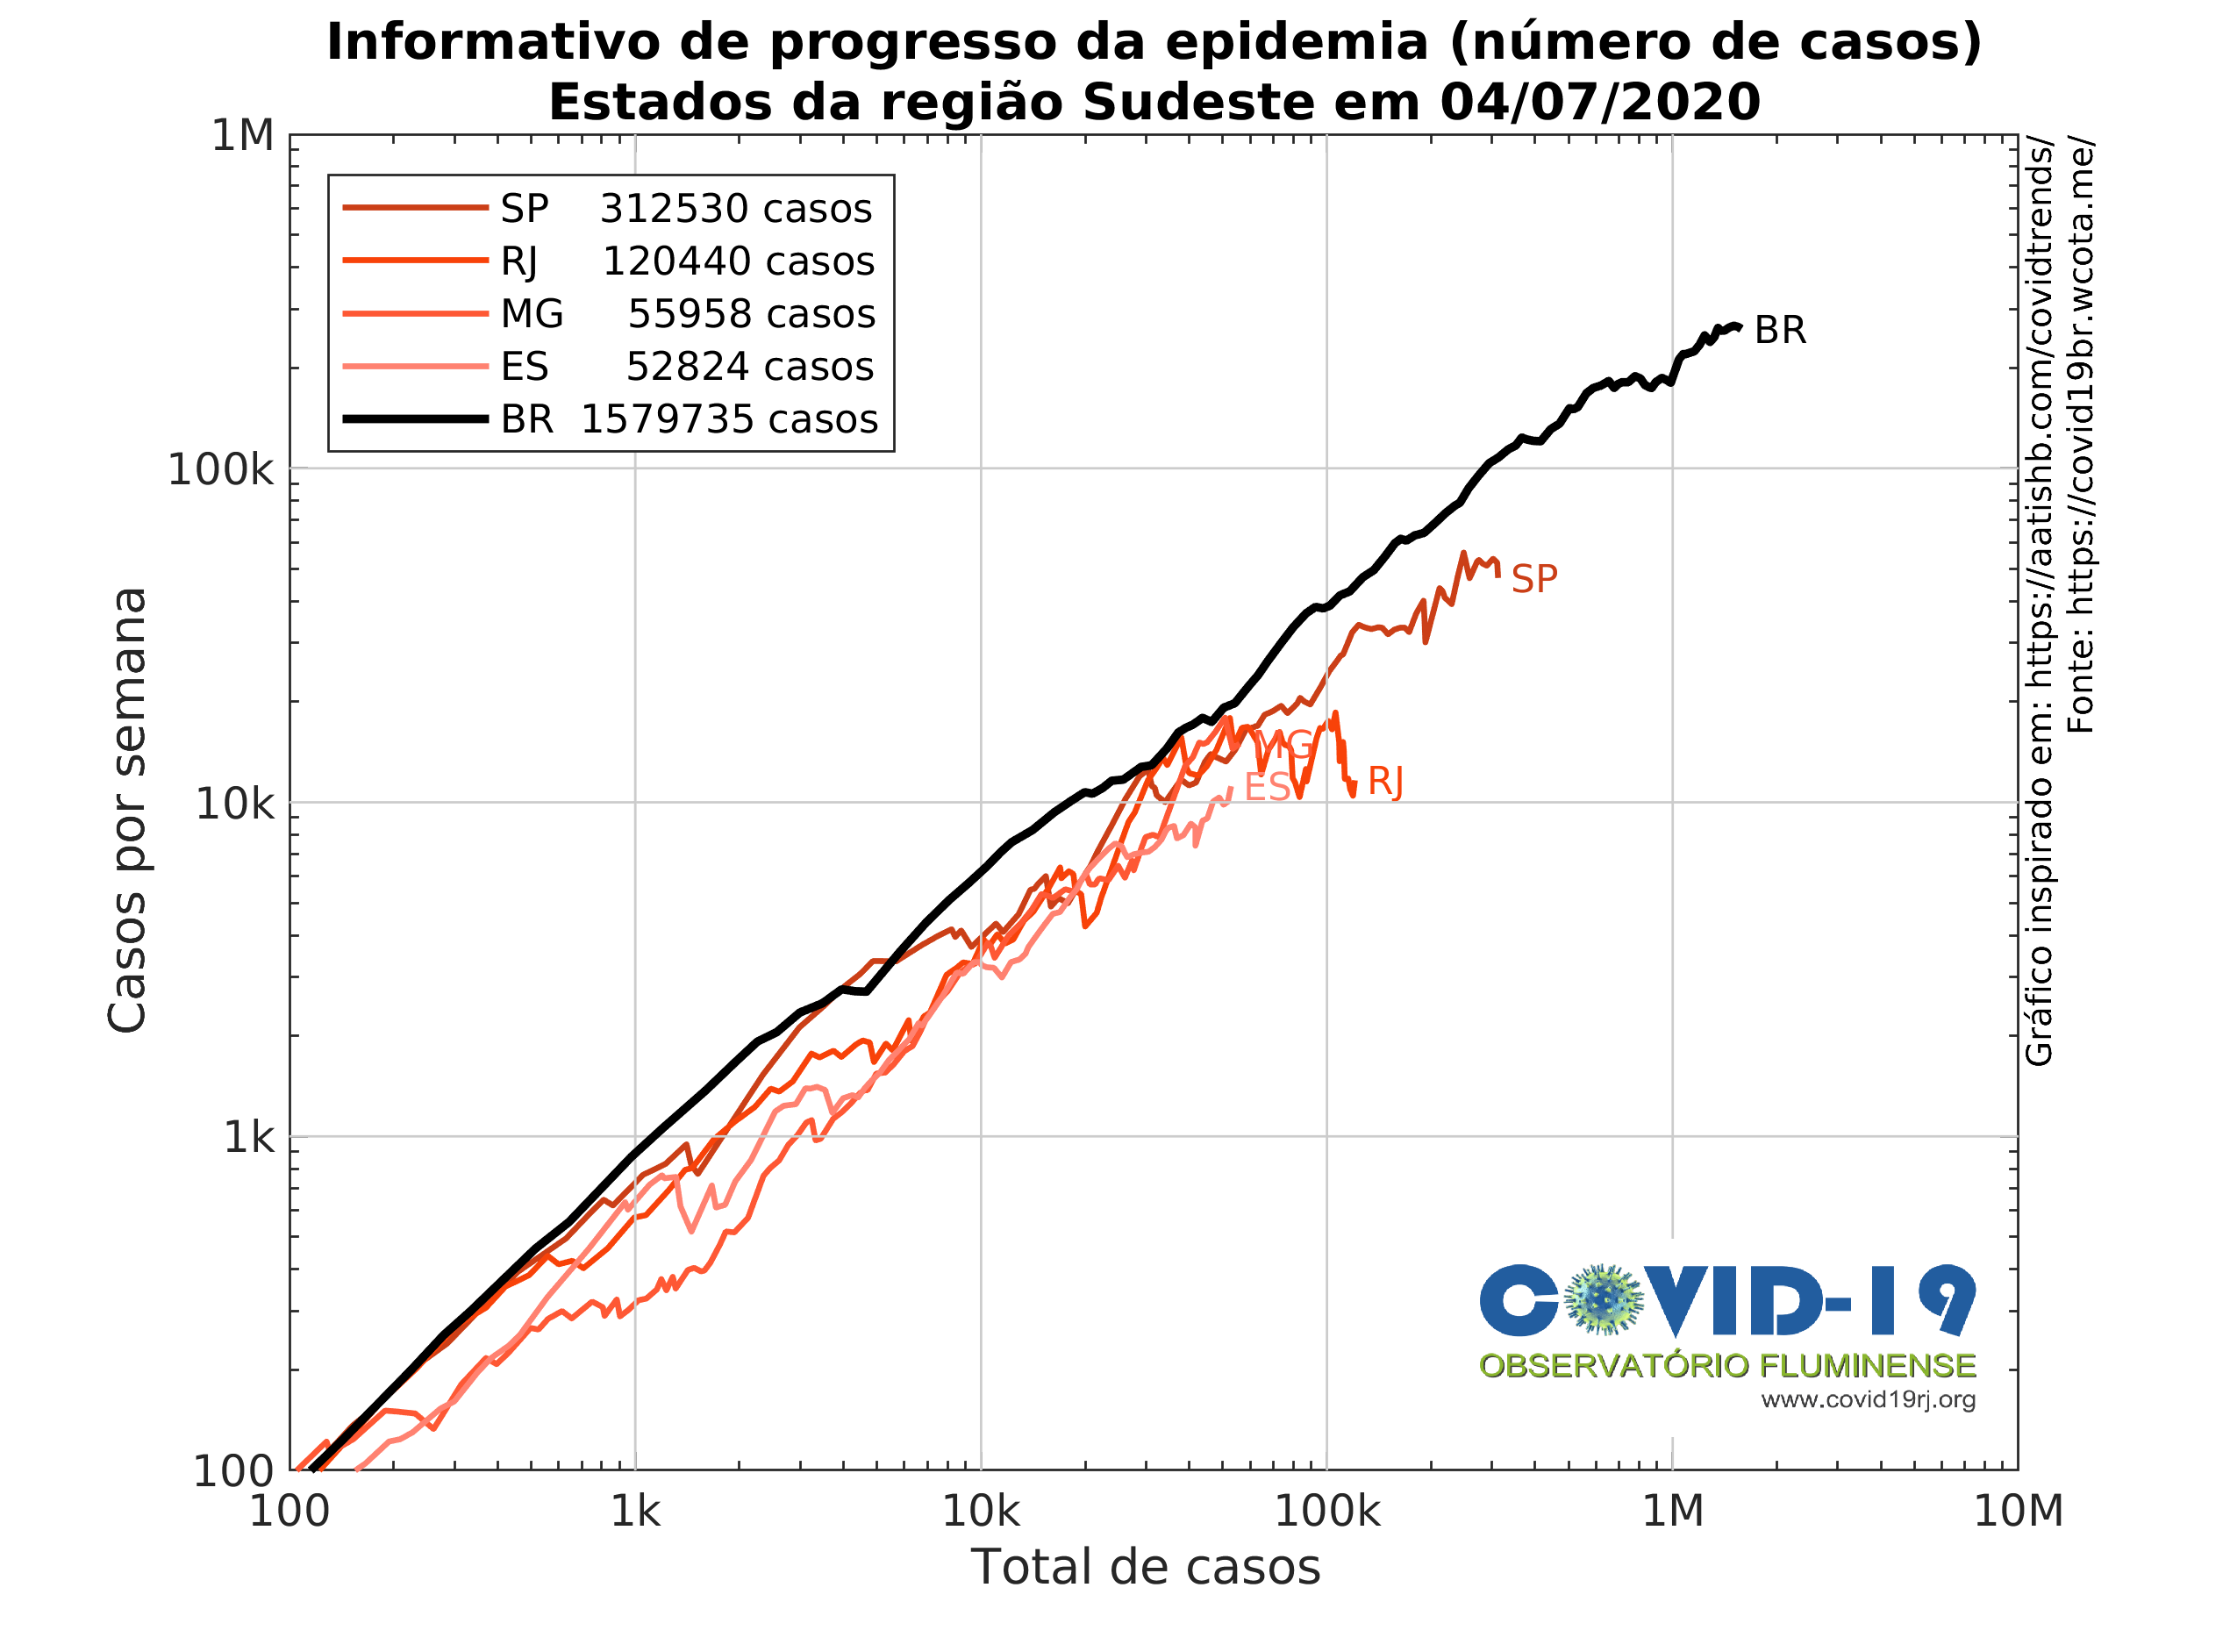 Informativo de progresso da epidemia (número de casos)
Estados da região Sudeste em 04/07/2020
1M
100k
10k
1k
100
Casos por semana
SP 312530 casos
RJ 120440 casos
MG 55958 casos
ES 52824 casos
BR 1579735 casos
BR
SP
MG
ES
RJ
100 1k 10k 100k 1M 10M
Total de casos
Gráfico inspirado em: https://aatishb.com/covidtrends/
Fonte: https://covid19br.wcota.me/
COVID-19
OBSERVATÓRIO FLUMINENSE
www.covid19rj.org